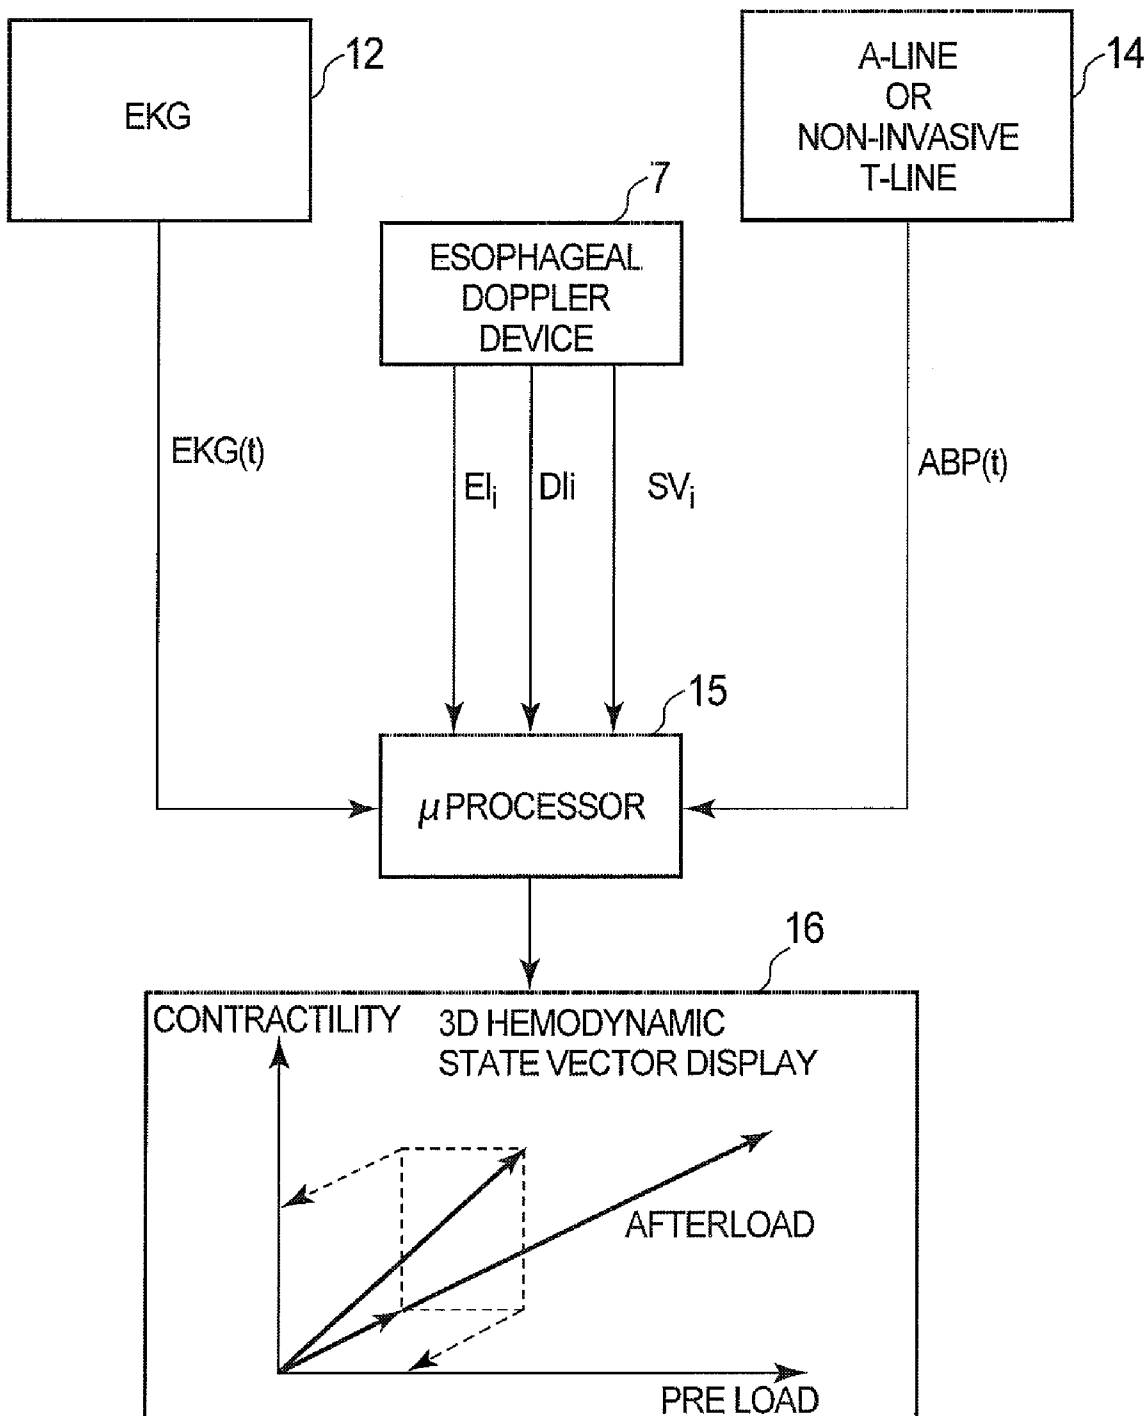 12
EKG
14
A-LINE
OR
NON-INVASIVE
T-LINE
7
ESOPHAGEAL
DOPPLER
DEVICE
EKG(t)
EIi
DIi
SVi
ABP(t)
15
μ PROCESSOR
16
CONTRACTILITY
3D HEMODYNAMIC
STATE VECTOR DISPLAY
AFTERLOAD
PRE LOAD